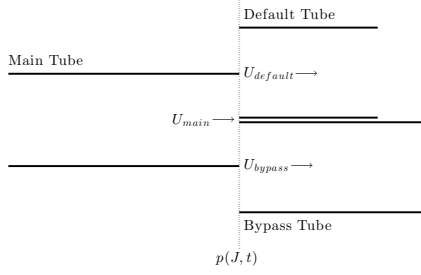 Default Tube
Main Tube
U_default →
U_main →
U_bypass →
Bypass Tube
p(J, t)